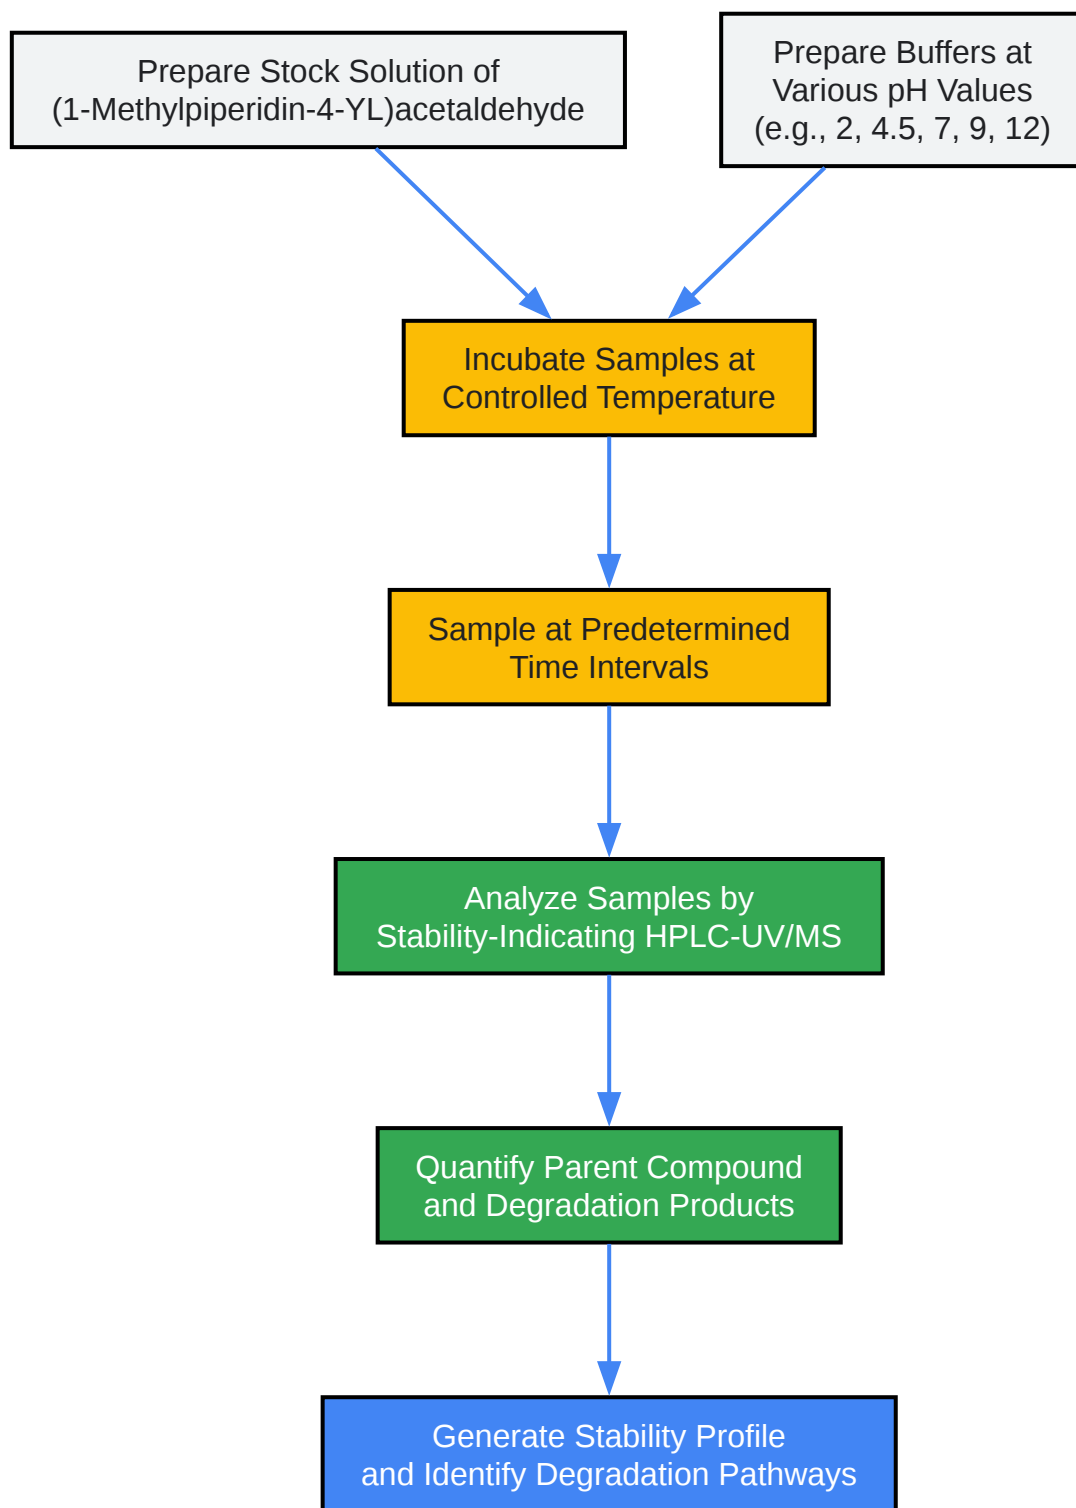 Prepare Stock Solution of
(1-Methylpiperidin-4-YL)acetaldehyde
Prepare Buffers at
Various pH Values
(e.g., 2, 4.5, 7, 9, 12)
Incubate Samples at
Controlled Temperature
Sample at Predetermined
Time Intervals
Analyze Samples by
Stability-Indicating HPLC-UV/MS
Quantify Parent Compound
and Degradation Products
Generate Stability Profile
and Identify Degradation Pathways